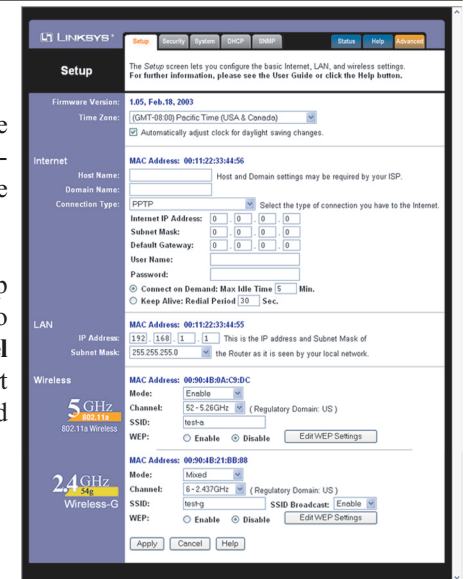 LINKSYS®
Setup Security System DHCP SNMP Status Help Advanced
Setup
The Setup screen lets you configure the basic Internet, LAN, and wireless settings.
For further information, please see the User Guide or click the Help button.
Firmware Version: 1.05, Feb.18, 2003
Time Zone: (GMT-08:00) Pacific Time (USA & Canada)
Automatically adjust clock for daylight saving changes.
Internet MAC Address: 00:11:22:33:44:56
Host Name: Host and Domain settings may be required by your ISP.
Domain Name:
Connection Type: PPTP Select the type of connection you have to the Internet.
Internet IP Address: 0 . 0 . 0 . 0
Subnet Mask: 0 . 0 . 0 . 0
Default Gateway: 0 . 0 . 0 . 0
User Name:
Password:
Connect on Demand: Max Idle Time 5 Min.
Keep Alive: Redial Period 30 Sec.
LAN MAC Address: 00:11:22:33:44:55
IP Address: 192 . 168 . 1 . 1 This is the IP address and Subnet Mask of
Subnet Mask: 255.255.255.0 the Router as it is seen by your local network.
Wireless MAC Address: 00:90:4B:0A:C9:DC
Mode: Enable
5 GHz 802.11a Channel: 52 - 5.26GHz ( Regulatory Domain: US )
802.11a Wireless SSID: test-a
WEP: Enable Disable Edit WEP Settings
MAC Address: 00:90:4B:21:BB:88
Mode: Mixed
2.4 GHz 54g Channel: 6 - 2.437GHz ( Regulatory Domain: US )
Wireless-G SSID: test-g SSID Broadcast: Enable
WEP: Enable Disable Edit WEP Settings
Apply Cancel Help